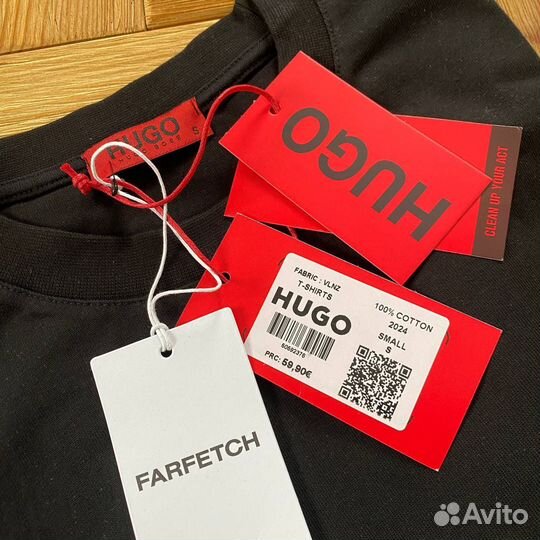 HUGO
HUGO BOSS
S
HUGO
CLEAN UP YOUR ACT
FABRIC : VLNZ
T-SHIRTS
HUGO
50692376
PRC: 59,90€
100% COTTON
2024
SMALL
S
FARFETCH
Avito